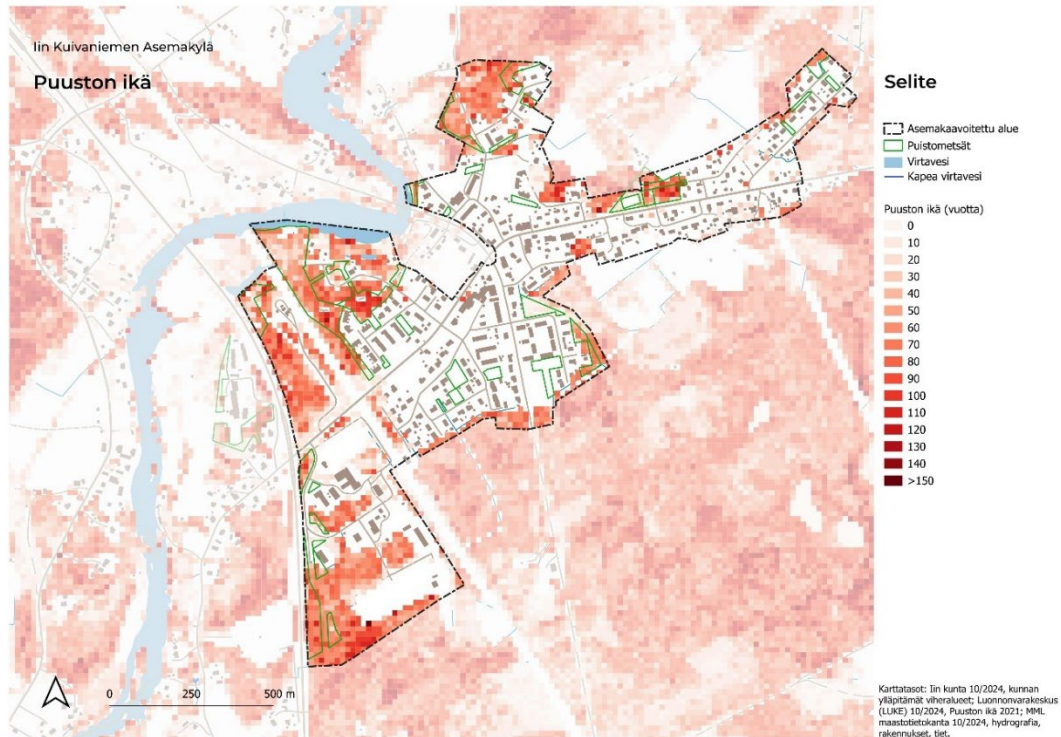 Iin Kuivaniemen Asemakylä
Puuston ikä
Selite
Asemakaavoitettu alue
Puistometsät
Virtavesi
Kapea virtavesi
Puuston ikä (vuotta)
0
10
20
30
40
50
60
70
80
90
100
110
120
130
140
>150
0 250 500 m
Karttatasot: Iin kunta 10/2024, kunnan
ylläpitämät viheralueet; Luonnonvarakeskus
(LUKE) 10/2024, Puuston ikä 2021; MML
maastotietokanta 10/2024, hydrografia,
rakennukset, tiet.